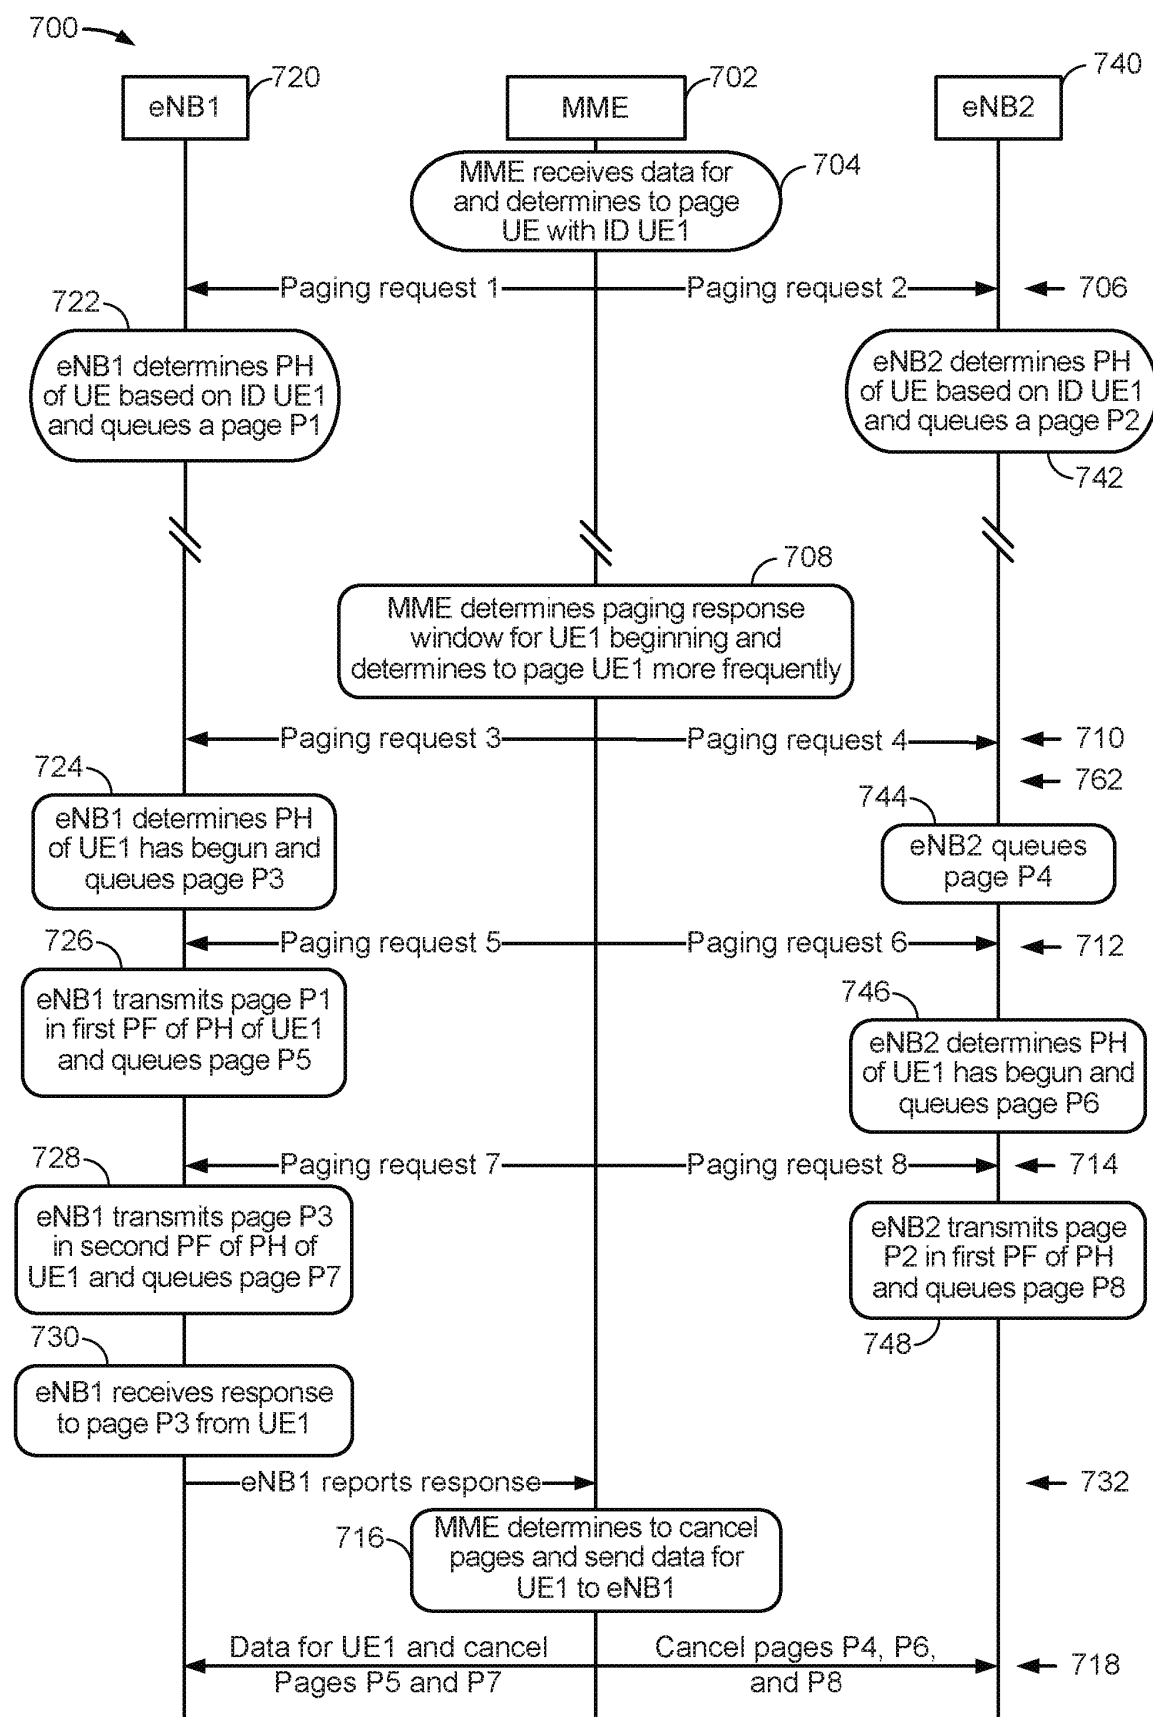 700
720
702
740
eNB1
MME
eNB2
MME receives data for
and determines to page
UE with ID UE1
704
Paging request 1
Paging request 2
706
722
eNB1 determines PH
of UE based on ID UE1
and queues a page P1
eNB2 determines PH
of UE based on ID UE1
and queues a page P2
742
708
MME determines paging response
window for UE1 beginning and
determines to page UE1 more frequently
Paging request 3
Paging request 4
710
762
724
eNB1 determines PH
of UE1 has begun and
queues page P3
744
eNB2 queues
page P4
Paging request 5
Paging request 6
712
726
eNB1 transmits page P1
in first PF of PH of UE1
and queues page P5
746
eNB2 determines PH
of UE1 has begun and
queues page P6
Paging request 7
Paging request 8
714
728
eNB1 transmits page P3
in second PF of PH of
UE1 and queues page P7
eNB2 transmits page
P2 in first PF of PH
and queues page P8
748
730
eNB1 receives response
to page P3 from UE1
eNB1 reports response
732
716
MME determines to cancel
pages and send data for
UE1 to eNB1
Data for UE1 and cancel
Pages P5 and P7
Cancel pages P4, P6,
and P8
718